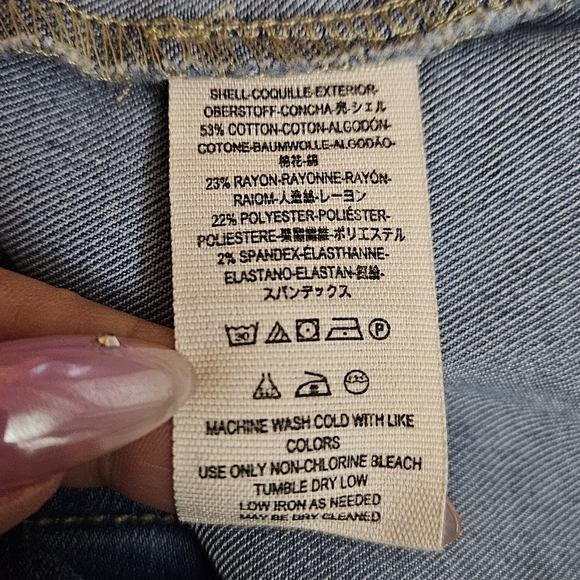 SHELL-COQUILLE-EXTERIOR-
OBERSTOFF-CONCHA-売-シェル
53% COTTON-COTON-ALGODÓN-
COTONE-BAUMWOLLE-ALGODÃO-
棉花-綿
23% RAYON-RAYONNE-RAYÓN-
RAIOM-人造絲-レーヨン
22% POLYESTER-POLIÉSTER-
POLIESTERE-聚酯纖維-ポリエステル
2% SPANDEX-ELASTHANNE-
ELASTANO-ELASTAN-氨綸-
スパンデックス
30 P
MACHINE WASH COLD WITH LIKE
COLORS
USE ONLY NON-CHLORINE BLEACH
TUMBLE DRY LOW
LOW IRON AS NEEDED
MAY BE DRY CLEANED